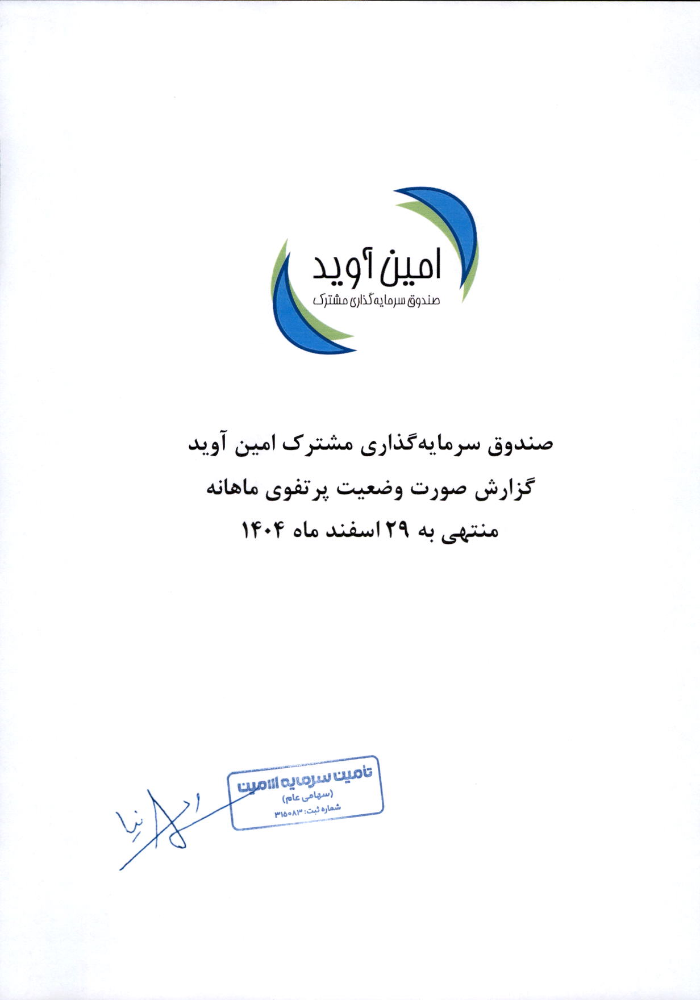 امین آوید
صندوق سرمایه‌گذاری مشترک
صندوق سرمایه‌گذاری مشترک امین آوید
گزارش صورت وضعیت پرتفوی ماهانه
منتهی به ۲۹ اسفند ماه ۱۴۰۴
تأمین سرمایه امین
(سهامی عام)
شماره ثبت: ۳۱۵۰۸۳